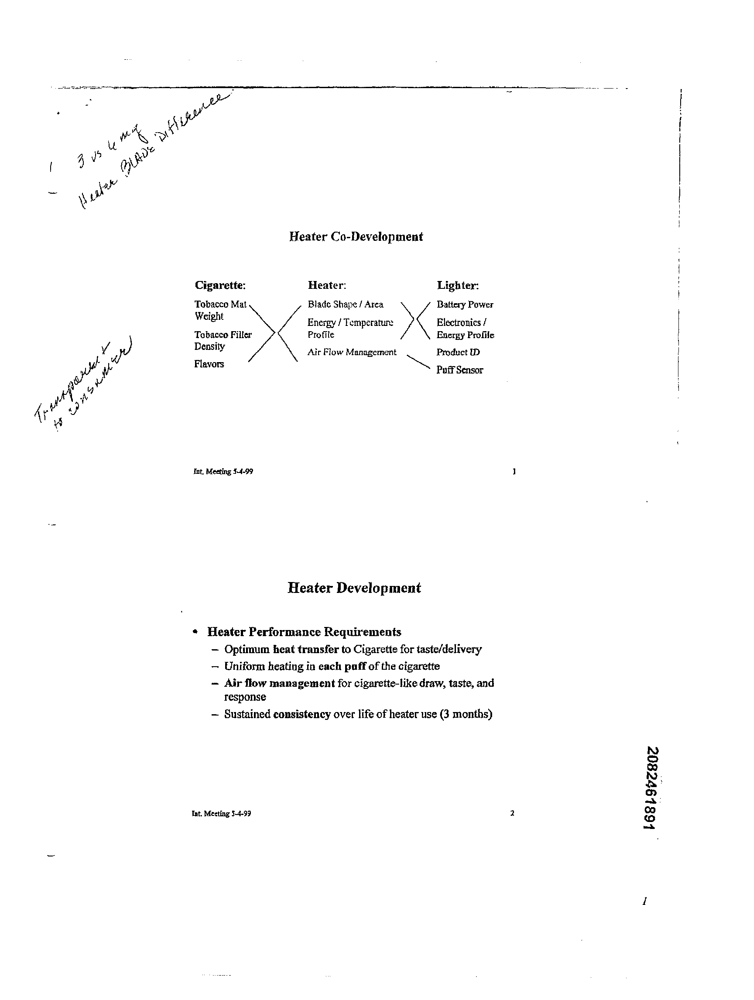 3 vs 6 mg
Heater BLADE Difference
Heater Co-Development
Cigarette:
Tobacco Mat
Weight
Tobacco Filler
Density
Flavors
Heater:
Blade Shape / Area
Energy / Temperature
Profile
Air Flow Management
Lighter:
Battery Power
Electronics /
Energy Profile
Product ID
Puff Sensor
Transparent
to consumer
Int. Meeting 5-4-99
1
Heater Development
• Heater Performance Requirements
– Optimum heat transfer to Cigarette for taste/delivery
– Uniform heating in each puff of the cigarette
– Air flow management for cigarette-like draw, taste, and
response
– Sustained consistency over life of heater use (3 months)
Int. Meeting 5-4-99
2
2082461891
1